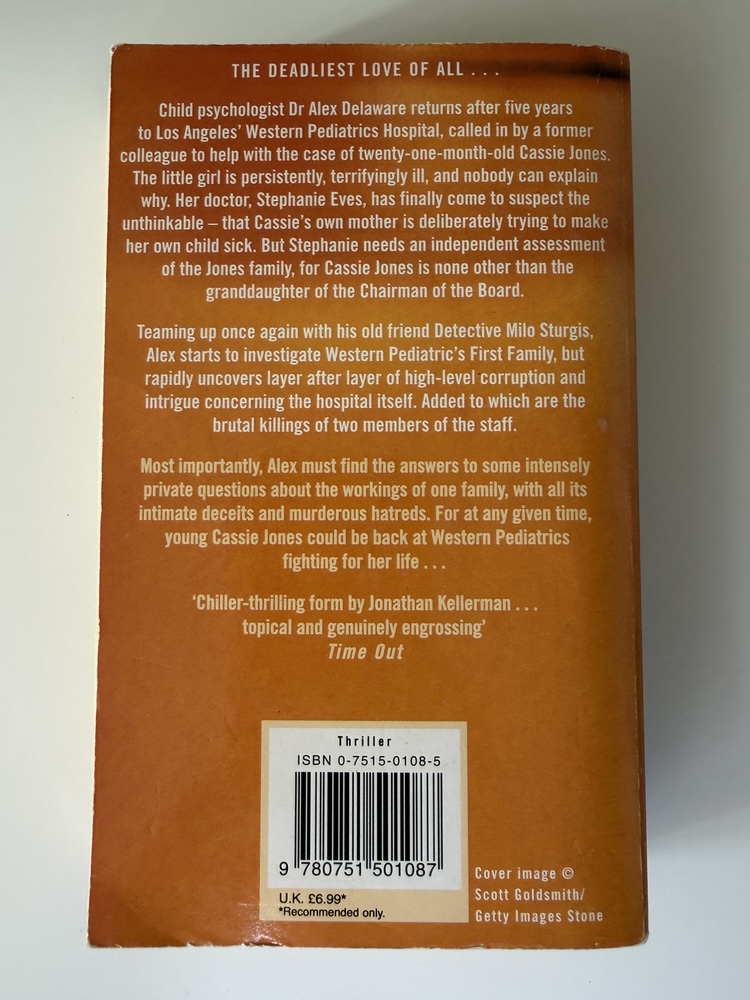 THE DEADLIEST LOVE OF ALL . . .
Child psychologist Dr Alex Delaware returns after five years
to Los Angeles' Western Pediatrics Hospital, called in by a former
colleague to help with the case of twenty-one-month-old Cassie Jones.
The little girl is persistently, terrifyingly ill, and nobody can explain
why. Her doctor, Stephanie Eves, has finally come to suspect the
unthinkable – that Cassie's own mother is deliberately trying to make
her own child sick. But Stephanie needs an independent assessment
of the Jones family, for Cassie Jones is none other than the
granddaughter of the Chairman of the Board.
Teaming up once again with his old friend Detective Milo Sturgis,
Alex starts to investigate Western Pediatric's First Family, but
rapidly uncovers layer after layer of high-level corruption and
intrigue concerning the hospital itself. Added to which are the
brutal killings of two members of the staff.
Most importantly, Alex must find the answers to some intensely
private questions about the workings of one family, with all its
intimate deceits and murderous hatreds. For at any given time,
young Cassie Jones could be back at Western Pediatrics
fighting for her life . . .
'Chiller-thrilling form by Jonathan Kellerman . . .
topical and genuinely engrossing'
Time Out
Thriller
ISBN 0-7515-0108-5
9 780751 501087
U.K. £6.99*
*Recommended only.
Cover image ©
Scott Goldsmith/
Getty Images Stone